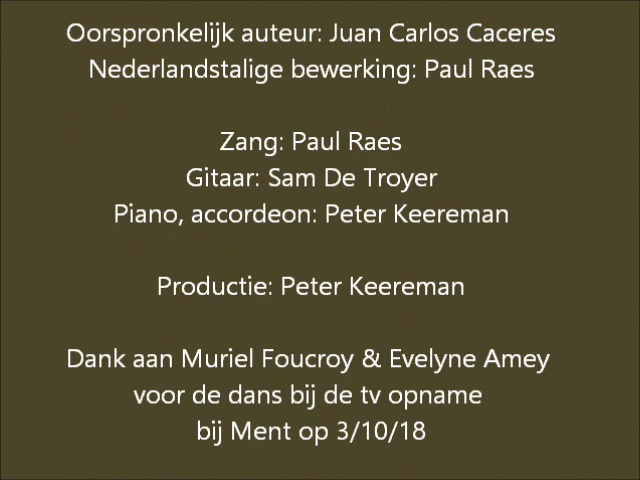 Oorspronkelijk auteur: Juan Carlos Caceres
Nederlandstalige bewerking: Paul Raes
Zang: Paul Raes
Gitaar: Sam De Troyer
Piano, accordeon: Peter Keereman
Productie: Peter Keereman
Dank aan Muriel Foucroy & Evelyne Amey
voor de dans bij de tv opname
bij Ment op 3/10/18